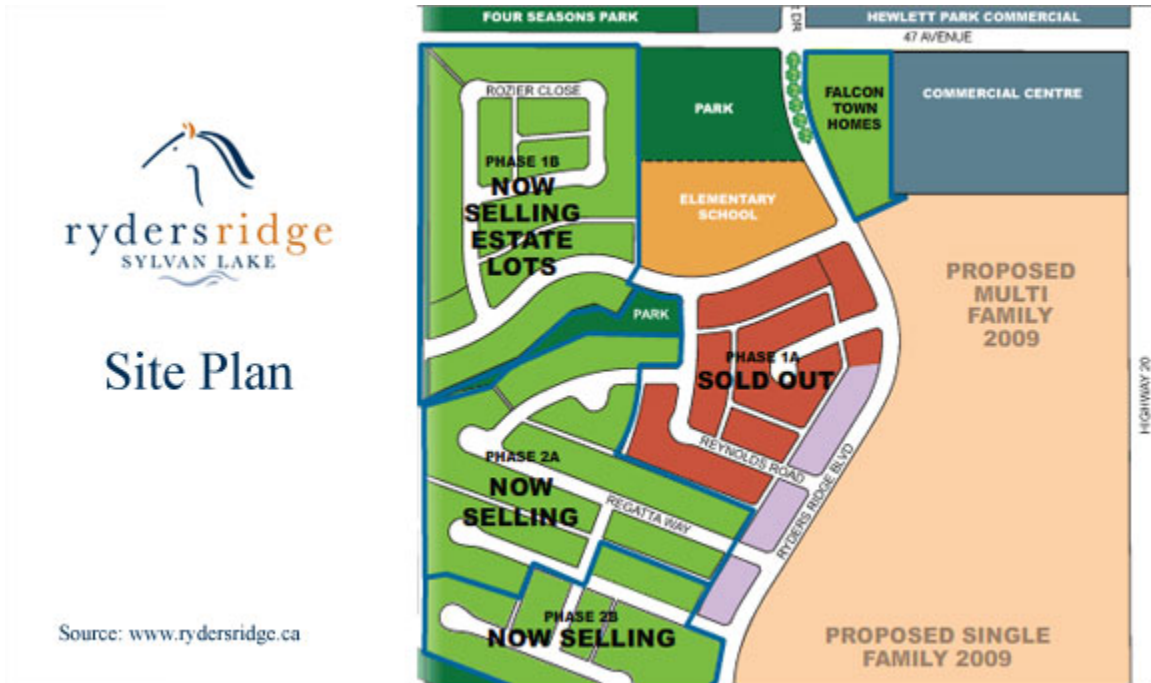 rydersridge
SYLVAN LAKE
Site Plan
Source: www.rydersridge.ca
FOUR SEASONS PARK
DR
HEWLETT PARK COMMERCIAL
47 AVENUE
ROZIER CLOSE
PARK
FALCON
TOWN
HOMES
COMMERCIAL CENTRE
PHASE 1B
NOW
SELLING
ESTATE
LOTS
ELEMENTARY
SCHOOL
PROPOSED
MULTI
FAMILY
2009
PARK
PHASE 1A
SOLD OUT
HIGHWAY 20
REYNOLDS ROAD
PHASE 2A
NOW
SELLING
REGATTA WAY
RYDERS RIDGE BLVD
PHASE 2B
NOW SELLING
PROPOSED SINGLE
FAMILY 2009